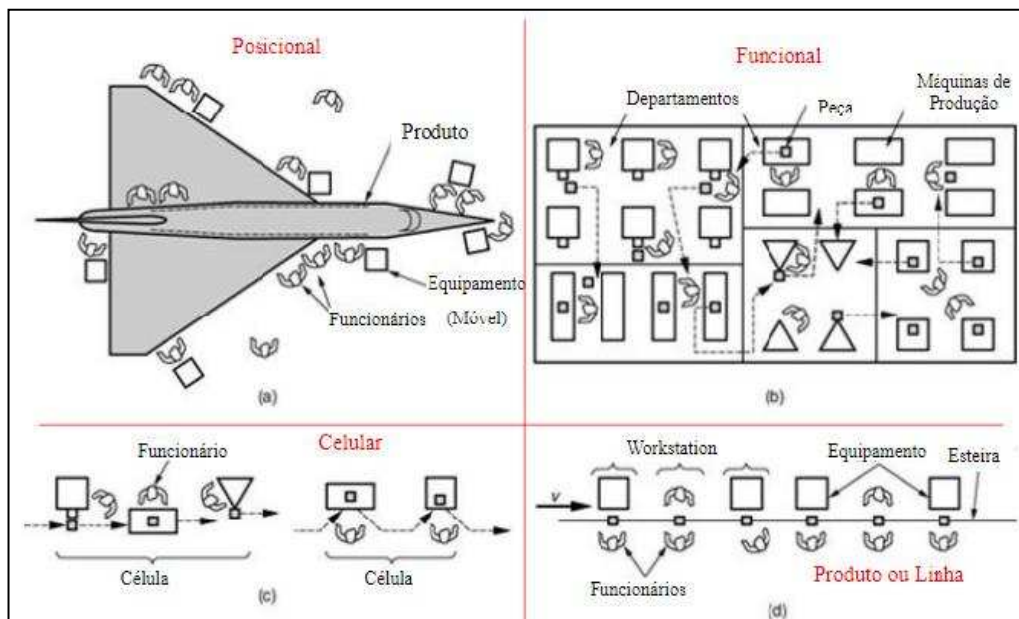 Posicional
Produto
Equipamento
(Móvel)
Funcionários
(a)
Funcional
Departamentos
Peça
Máquinas de
Produção
(b)
Celular
Funcionário
Célula
Célula
(c)
Workstation
Equipamento
Esteira
v
Funcionários
Produto ou Linha
(d)